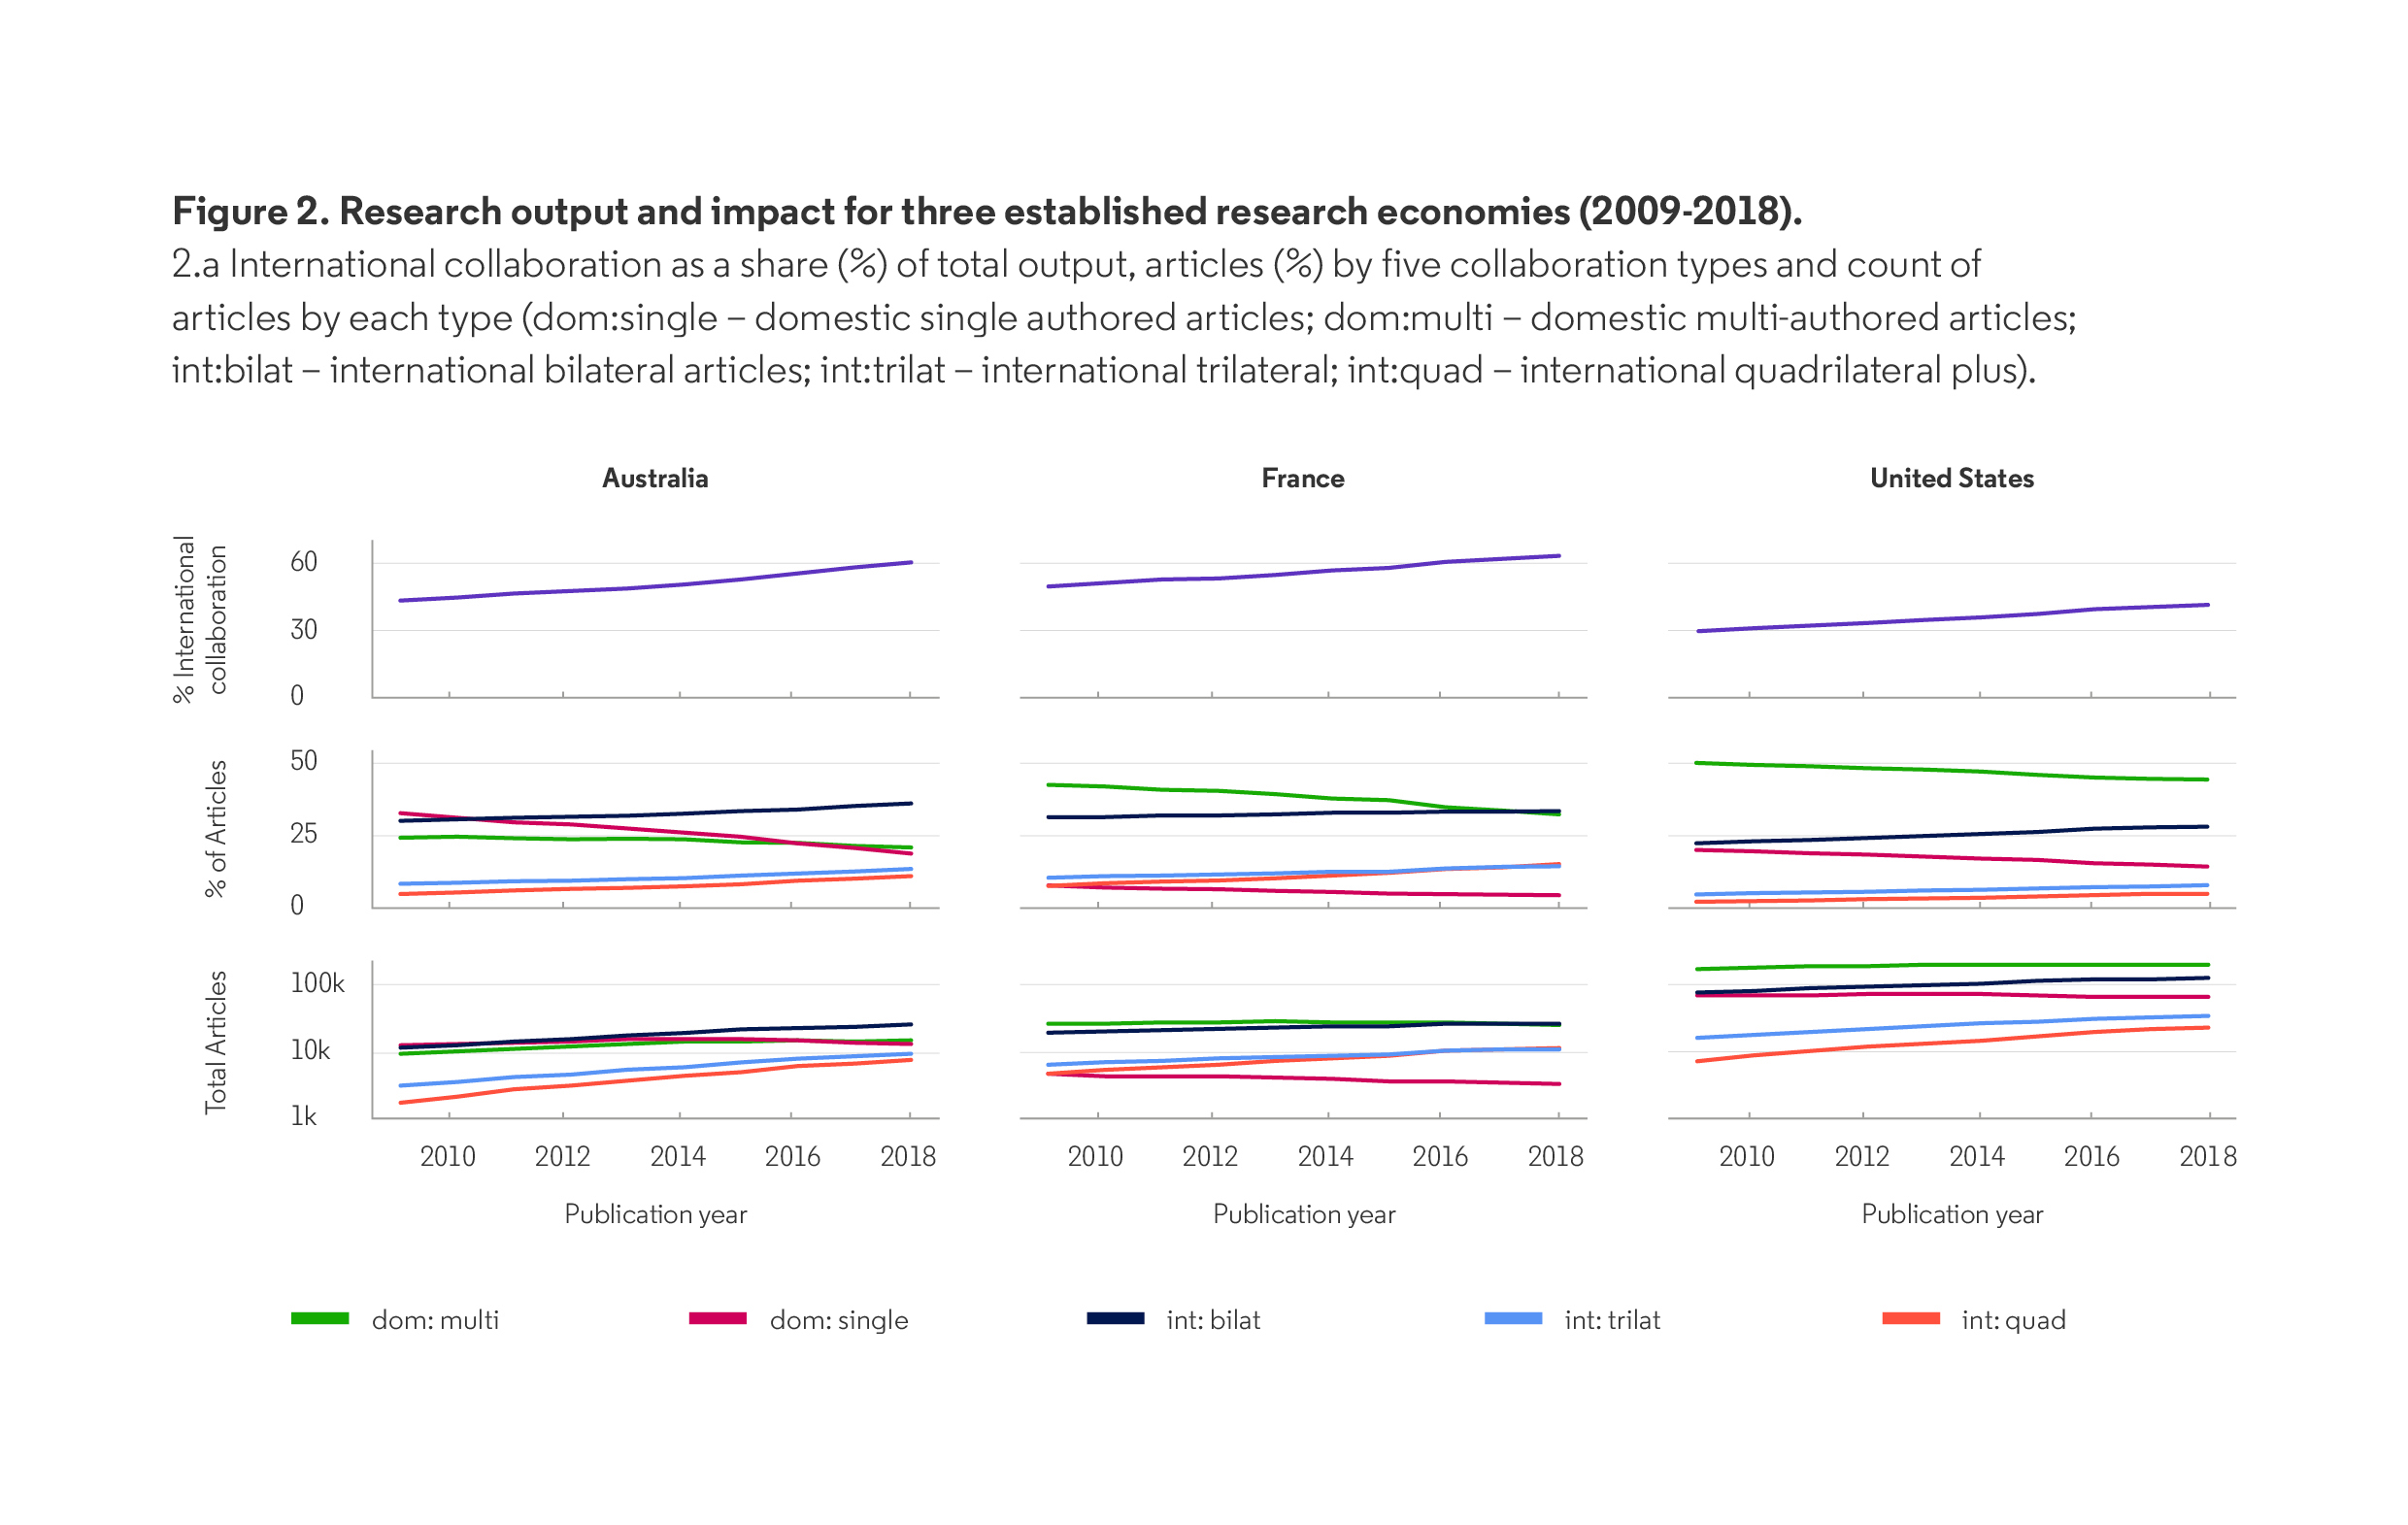 Figure 2. Research output and impact for three established research economies (2009-2018).
2.a International collaboration as a share (%) of total output, articles (%) by five collaboration types and count of
articles by each type (dom:single – domestic single authored articles; dom:multi – domestic multi-authored articles;
int:bilat – international bilateral articles; int:trilat – international trilateral; int:quad – international quadrilateral plus).
Australia
France
United States
% International
collaboration
60
30
0
% of Articles
50
25
0
Total Articles
100k
10k
1k
2010 2012 2014 2016 2018
2010 2012 2014 2016 2018
2010 2012 2014 2016 2018
Publication year
Publication year
Publication year
dom: multi
dom: single
int: bilat
int: trilat
int: quad